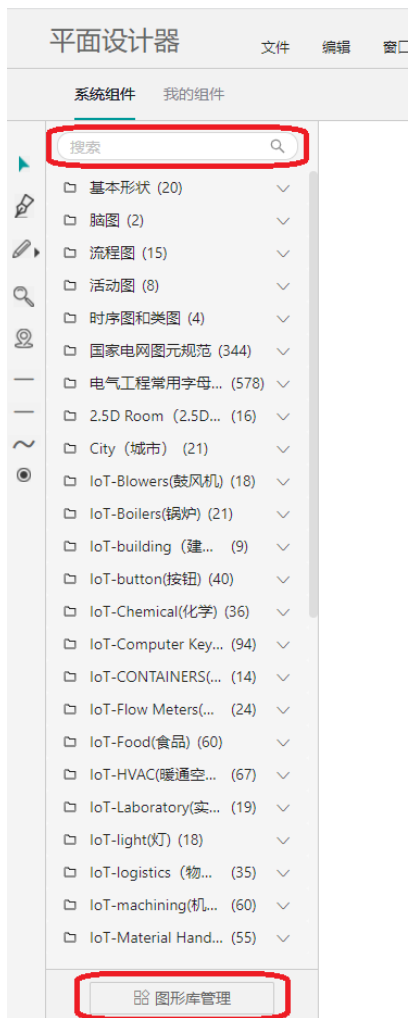 平面设计器 文件 编辑 窗口
系统组件 我的组件
搜索
基本形状 (20)
脑图 (2)
流程图 (15)
活动图 (8)
时序图和类图 (4)
国家电网图元规范 (344)
电气工程常用字母... (578)
2.5D Room（2.5D... (16)
City（城市） (21)
IoT-Blowers(鼓风机) (18)
IoT-Boilers(锅炉) (21)
IoT-building（建... (9)
IoT-button(按钮) (40)
IoT-Chemical(化学) (36)
IoT-Computer Key... (94)
IoT-CONTAINERS(... (14)
IoT-Flow Meters(... (24)
IoT-Food(食品) (60)
IoT-HVAC(暖通空... (67)
IoT-Laboratory(实... (19)
IoT-light(灯) (18)
IoT-logistics（物... (35)
IoT-machining(机... (60)
IoT-Material Hand... (55)
图形库管理